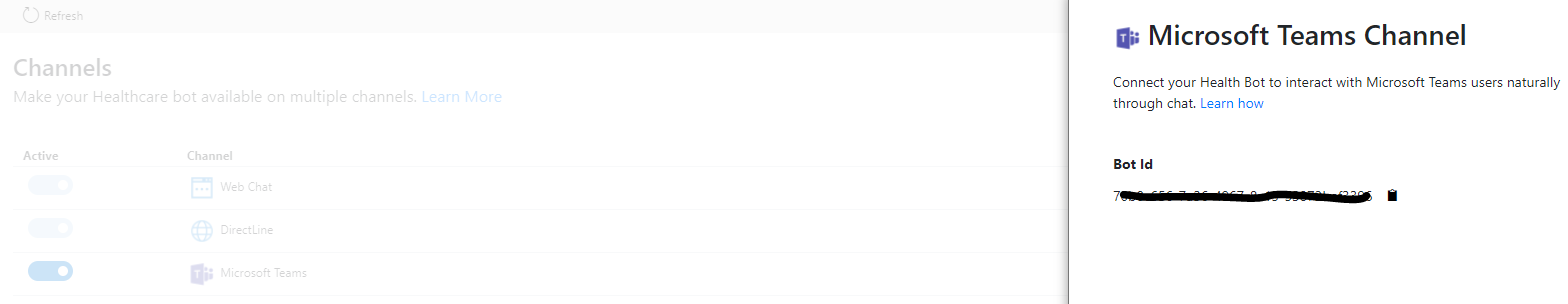 Refresh
Channels
Make your Healthcare bot available on multiple channels. Learn More
Active Channel
Web Chat
DirectLine
Microsoft Teams
Microsoft Teams Channel
Connect your Health Bot to interact with Microsoft Teams users naturally
through chat. Learn how
Bot Id